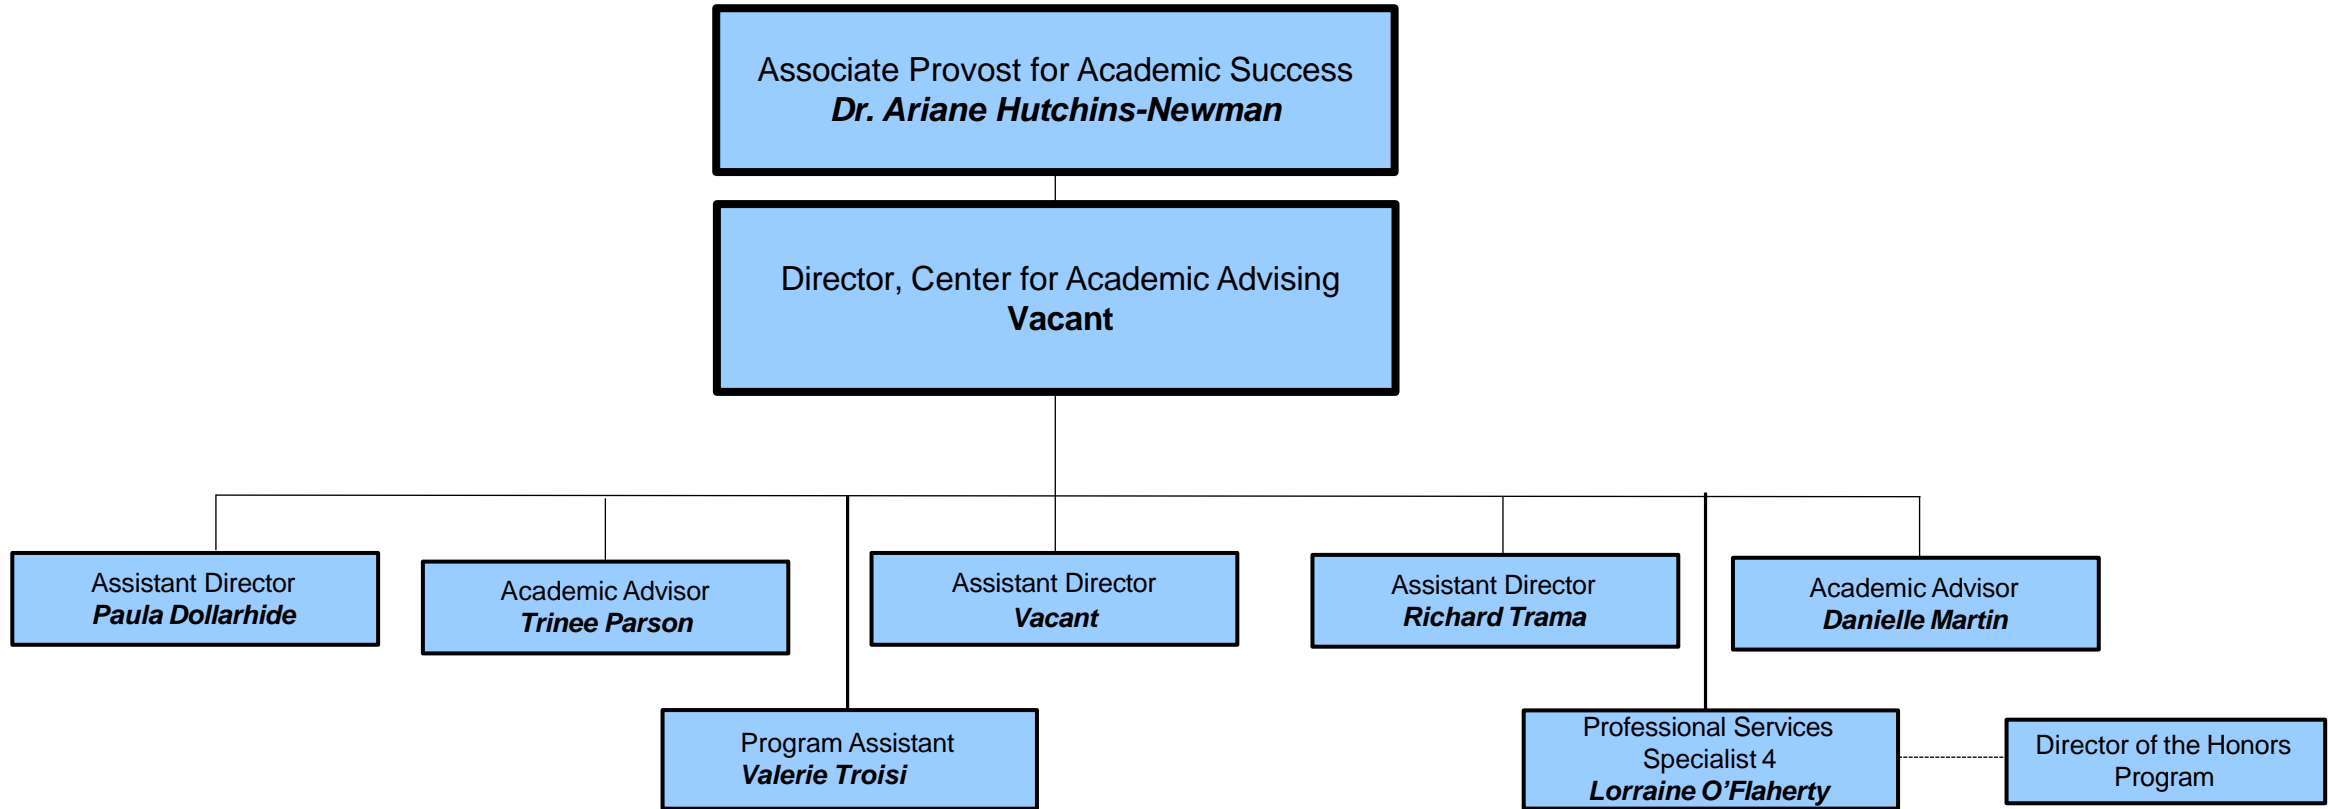 Associate Provost for Academic Success
Dr. Ariane Hutchins-Newman
Director, Center for Academic Advising
Vacant
Assistant Director
Paula Dollarhide
Academic Advisor
Trinee Parson
Assistant Director
Vacant
Assistant Director
Richard Trama
Academic Advisor
Danielle Martin
Program Assistant
Valerie Troisi
Professional Services
Specialist 4
Lorraine O’Flaherty
Director of the Honors
Program